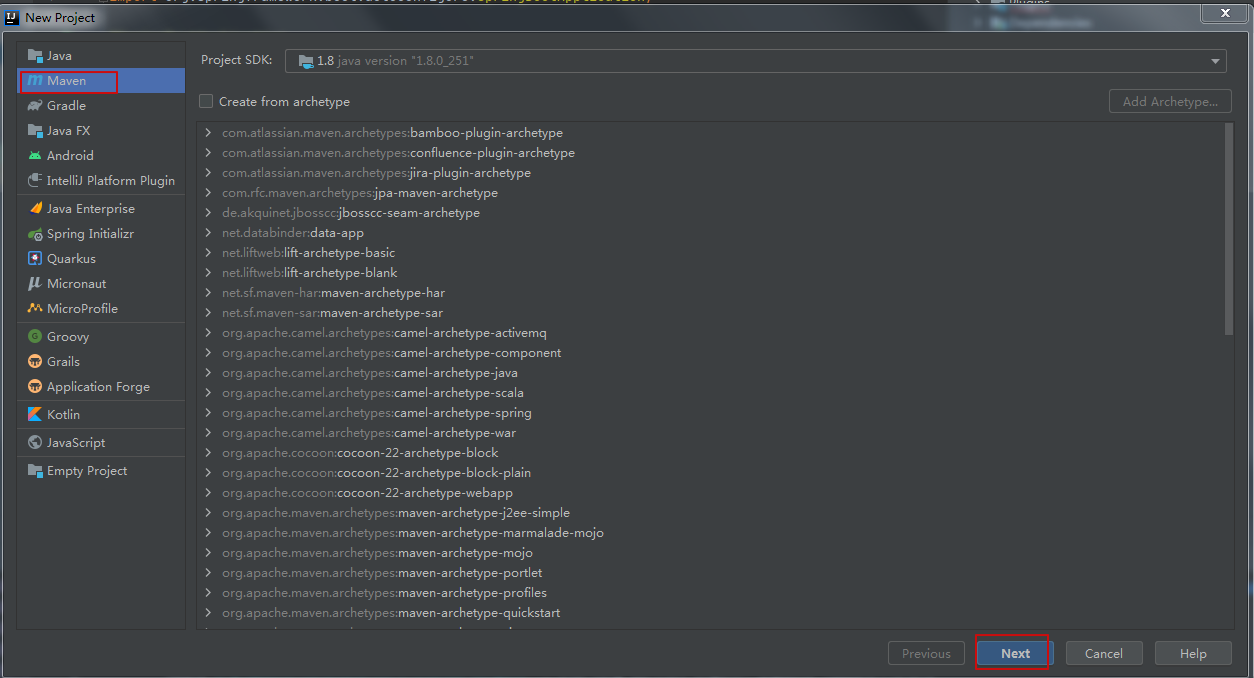 New Project
Java
Maven
Gradle
Java FX
Android
IntelliJ Platform Plugin
Java Enterprise
Spring Initializr
Quarkus
Micronaut
MicroProfile
Groovy
Grails
Application Forge
Kotlin
JavaScript
Empty Project
Project SDK: 1.8 java version "1.8.0_251"
Create from archetype Add Archetype...
com.atlassian.maven.archetypes:bamboo-plugin-archetype
com.atlassian.maven.archetypes:confluence-plugin-archetype
com.atlassian.maven.archetypes:jira-plugin-archetype
com.rfc.maven.archetypes:jpa-maven-archetype
de.akquinet.jbosscc:jbosscc-seam-archetype
net.databinder:data-app
net.liftweb:lift-archetype-basic
net.liftweb:lift-archetype-blank
net.sf.maven-har:maven-archetype-har
net.sf.maven-sar:maven-archetype-sar
org.apache.camel.archetypes:camel-archetype-activemq
org.apache.camel.archetypes:camel-archetype-component
org.apache.camel.archetypes:camel-archetype-java
org.apache.camel.archetypes:camel-archetype-scala
org.apache.camel.archetypes:camel-archetype-spring
org.apache.camel.archetypes:camel-archetype-war
org.apache.cocoon:cocoon-22-archetype-block
org.apache.cocoon:cocoon-22-archetype-block-plain
org.apache.cocoon:cocoon-22-archetype-webapp
org.apache.maven.archetypes:maven-archetype-j2ee-simple
org.apache.maven.archetypes:maven-archetype-marmalade-mojo
org.apache.maven.archetypes:maven-archetype-mojo
org.apache.maven.archetypes:maven-archetype-portlet
org.apache.maven.archetypes:maven-archetype-profiles
org.apache.maven.archetypes:maven-archetype-quickstart
Previous Next Cancel Help